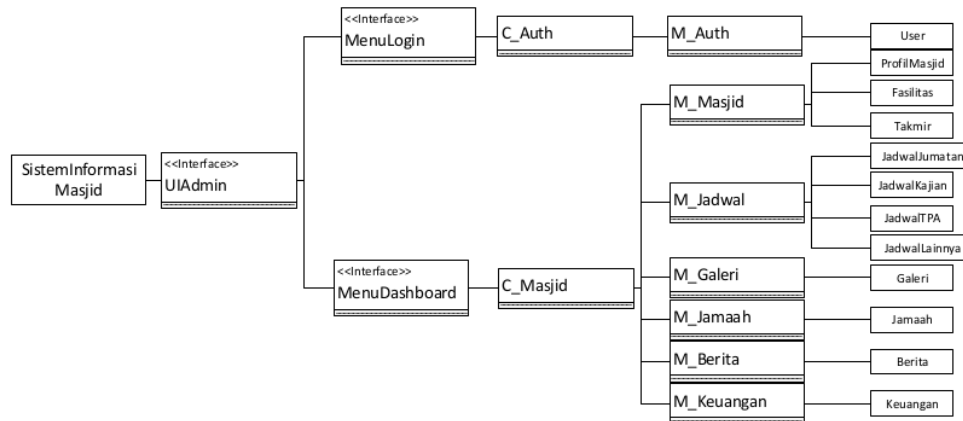 <<Interface>>
MenuLogin
C_Auth
M_Auth
User
ProfilMasjid
M_Masjid
Fasilitas
Takmir
SistemInformasi
Masjid
<<Interface>>
UIAdmin
JadwalJumatan
M_Jadwal
JadwalKajian
JadwalTPA
JadwalLainnya
<<Interface>>
MenuDashboard
C_Masjid
M_Galeri
Galeri
M_Jamaah
Jamaah
M_Berita
Berita
M_Keuangan
Keuangan